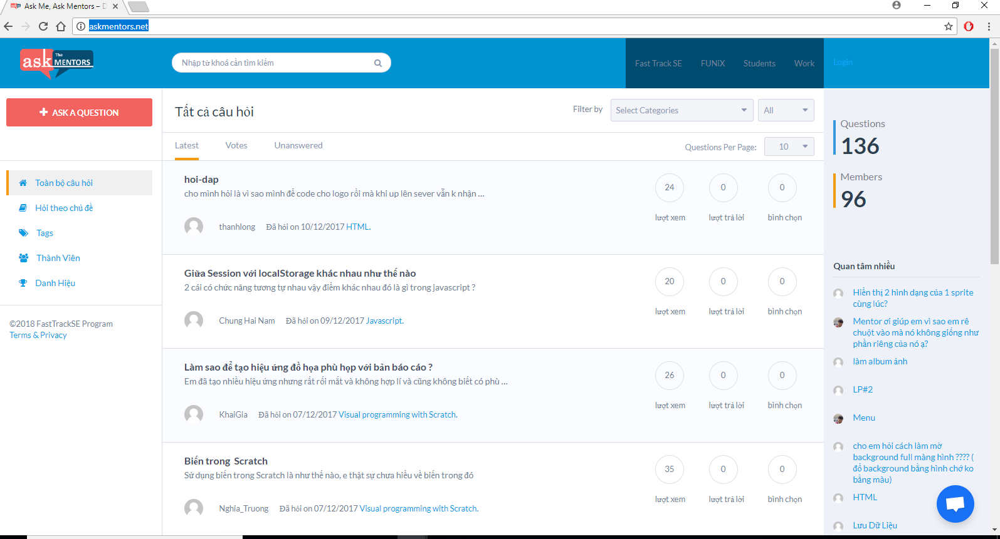 Ask Me, Ask Mentors – D
askmentors.net
ask The MENTORS
Nhập từ khoá cần tìm kiếm
Fast Track SE
FUNiX
Students
Work
Login
ASK A QUESTION
Tất cả câu hỏi
Filter by
Select Categories
All
Latest
Votes
Unanswered
Questions Per Page:
10
Toàn bộ câu hỏi
Hỏi theo chủ đề
Tags
Thành Viên
Danh Hiệu
©2018 FastTrackSE Program
Terms & Privacy
hoi-dap
cho mình hỏi là vì sao mình để code cho logo rồi mà khi up lên sever vẫn k nhận ...
thanhlong Đã hỏi on 10/12/2017 HTML.
24 0 0
lượt xem lượt trả lời bình chọn
Giữa Session với localStorage khác nhau như thế nào
2 cái có chức năng tương tự nhau vậy điểm khác nhau đó là gì trong javascript ?
Chung Hai Nam Đã hỏi on 09/12/2017 Javascript.
20 0 0
lượt xem lượt trả lời bình chọn
Làm sao để tạo hiệu ứng đồ họa phù họp với bản báo cáo ?
Em đã tạo nhiều hiệu ứng nhưng rất rối mắt và không hợp lí và cũng không biết có phù ...
KhaiGia Đã hỏi on 07/12/2017 Visual programming with Scratch.
26 0 0
lượt xem lượt trả lời bình chọn
Biến trong Scratch
Sử dụng biến trong Scratch là như thế nào, e thật sự chưa hiểu về biến trong đó
Nghia_Truong Đã hỏi on 07/12/2017 Visual programming with Scratch.
35 0 0
lượt xem lượt trả lời bình chọn
Questions
136
Members
96
Quan tâm nhiều
Hiển thị 2 hình dạng của 1 sprite
cùng lúc?
Mentor ơi giúp em vì sao em rê
chuột vào mà nó không giống như
phần riêng của nó ạ?
làm album ảnh
LP#2
Menu
cho em hỏi cách làm mờ
background full màng hình ???? (
đổ background bằng hình chớ ko
bằng màu)
HTML
Lưu Dữ Liệu